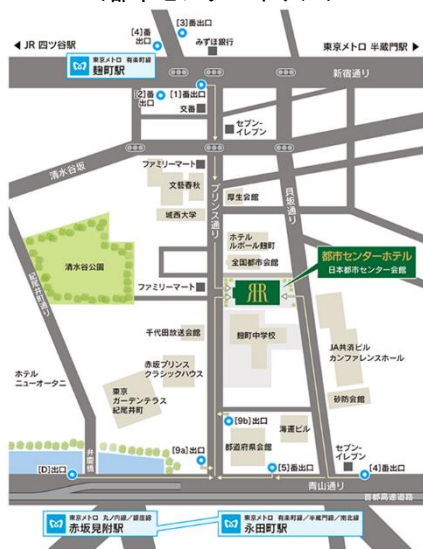 [3]番出口
[4]番
出口
みずほ銀行
◀ JR 四ツ谷駅
東京メトロ 半蔵門駅 ▶
東京メトロ 有楽町線
麹町駅
新宿通り
[2]番
出口
[1]番出口
交番
セブン-
イレブン
清水谷坂
ファミリーマート
文藝春秋
城西大学
プリンス通り
厚生会館
貝坂通り
ホテル
ルポール麹町
全国都市会館
都市センターホテル
日本都市センター会館
清水谷公園
紀尾井町通り
ファミリーマート
千代田放送会館
麹町中学校
JA共済ビル
カンファレンスホール
赤坂プリンス
クラシックハウス
ホテル
ニューオータニ
東京
ガーデンテラス
紀尾井町
砂防会館
弁慶橋
[9b]出口
海運ビル
[9a]出口
都道府県会館
セブン-
イレブン
[D]出口
[5]番出口
[4]番出口
青山通り
首都高速道路
東京メトロ 丸ノ内線/銀座線
赤坂見附駅
東京メトロ 有楽町線/半蔵門線/南北線
永田町駅